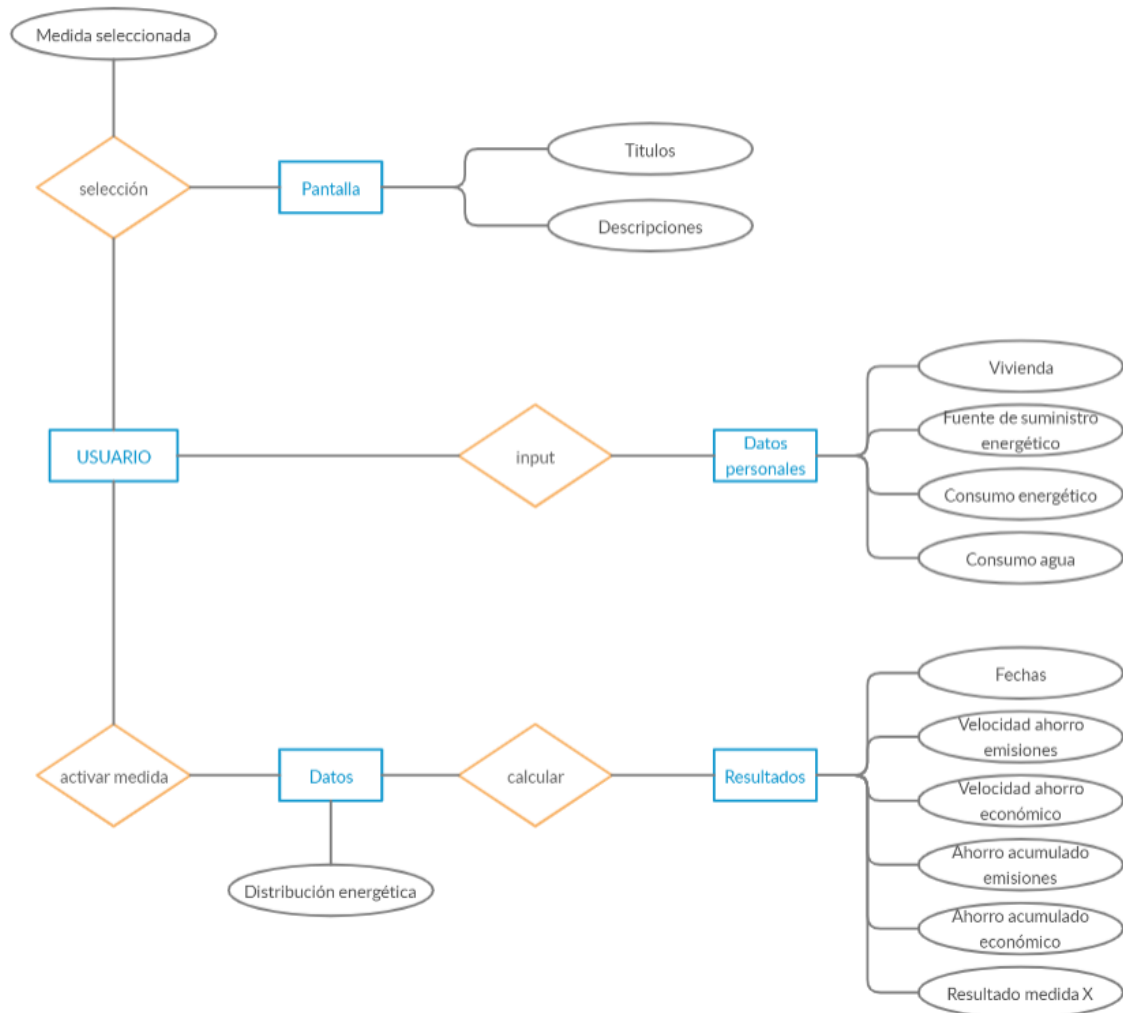 Medida seleccionada
selección
Pantalla
Titulos
Descripciones
USUARIO
input
Datos
personales
Vivienda
Fuente de suministro
energético
Consumo energético
Consumo agua
activar medida
Datos
calcular
Resultados
Distribución energética
Fechas
Velocidad ahorro
emisiones
Velocidad ahorro
económico
Ahorro acumulado
emisiones
Ahorro acumulado
económico
Resultado medida X